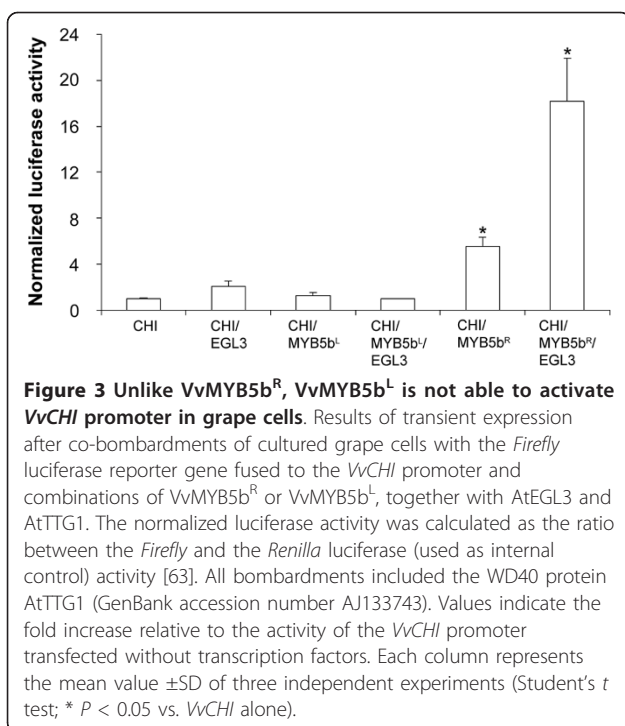 Normalized luciferase activity
24
20
16
12
8
4
0
*
*
CHI
CHI/
EGL3
CHI/
MYB5bᴸ
CHI/
MYB5bᴸ/
EGL3
CHI/
MYB5bᴿ
CHI/
MYB5bᴿ/
EGL3
Figure 3 Unlike VvMYB5bᴿ, VvMYB5bᴸ is not able to activate
VvCHI promoter in grape cells. Results of transient expression
after co-bombardments of cultured grape cells with the Firefly
luciferase reporter gene fused to the VvCHI promoter and
combinations of VvMYB5bᴿ or VvMYB5bᴸ, together with AtEGL3 and
AtTTG1. The normalized luciferase activity was calculated as the ratio
between the Firefly and the Renilla luciferase (used as internal
control) activity [63]. All bombardments included the WD40 protein
AtTTG1 (GenBank accession number AJ133743). Values indicate the
fold increase relative to the activity of the VvCHI promoter
transfected without transcription factors. Each column represents
the mean value ±SD of three independent experiments (Student's t
test; * P < 0.05 vs. VvCHI alone).